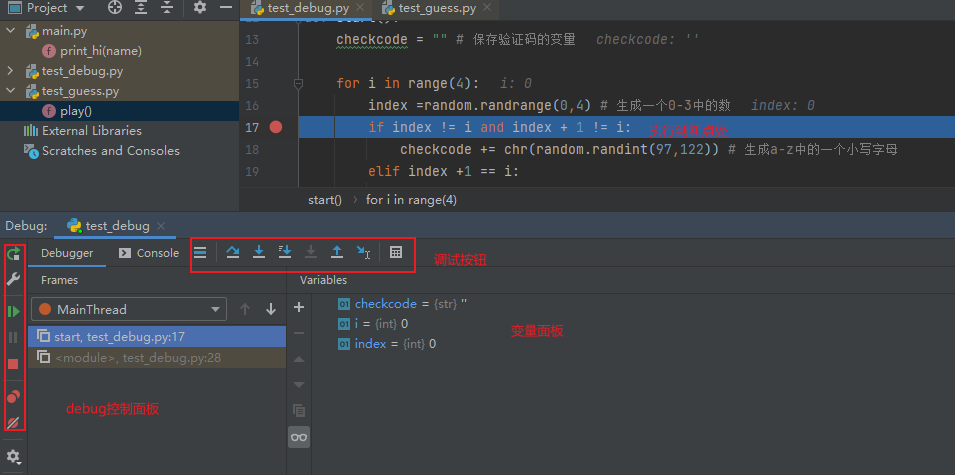 Project
test_debug.py
test_guess.py
main.py
print_hi(name)
test_debug.py
test_guess.py
play()
External Libraries
Scratches and Consoles
13 checkcode = "" # 保存验证码的变量 checkcode: ''
14
15 for i in range(4): i: 0
16 index =random.randrange(0,4) # 生成一个0-3中的数 index: 0
17 if index != i and index + 1 != i:
18 checkcode += chr(random.randint(97,122)) # 生成a-z中的一个小写字母
19 elif index +1 == i:
start() for i in range(4)
Debug: test_debug
Debugger Console
调试按钮
Frames
Variables
MainThread
start, test_debug.py:17
<module>, test_debug.py:28
checkcode = {str} ''
i = {int} 0
index = {int} 0
变量面板
debug控制面板